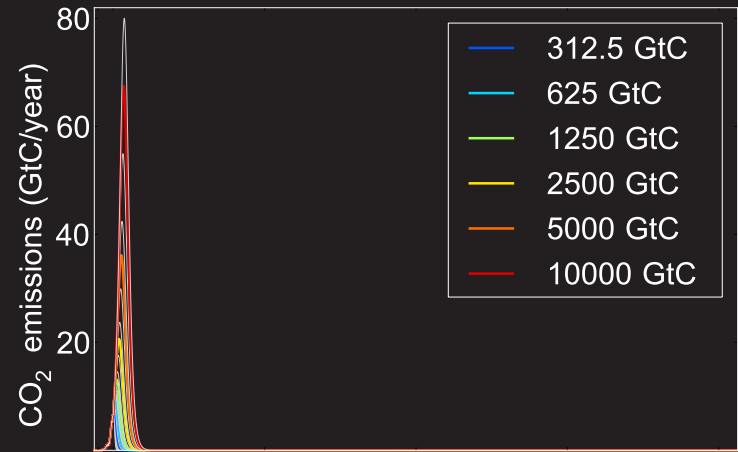 80
60
40
20
CO₂ emissions (GtC/year)
312.5 GtC
625 GtC
1250 GtC
2500 GtC
5000 GtC
10000 GtC